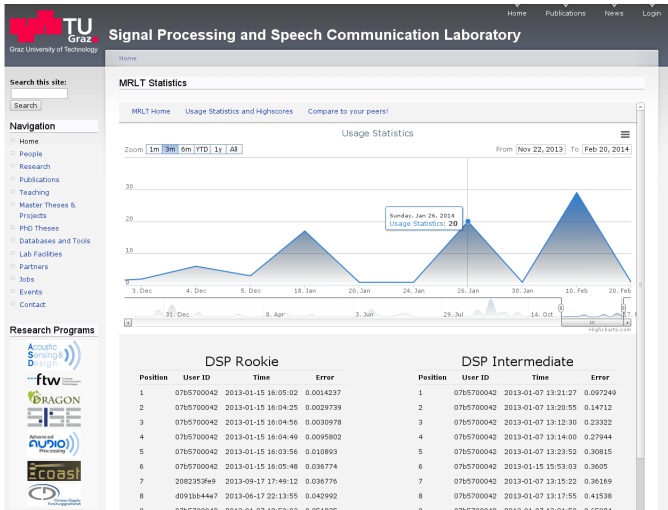 Home Publications News Login
TU
Graz
Graz University of Technology
Signal Processing and Speech Communication Laboratory
Home
Search this site:
Search
Navigation
Home
People
Research
Publications
Teaching
Master Theses &
Projects
PhD Theses
Databases and Tools
Lab Facilities
Partners
Jobs
Events
Contact
Research Programs
Acoustic
Sensing&
Design
ftw
DRAGON
Advanced
AUDIO
Processing
Ecoast
CD
MRLT Statistics
MRLT Home Usage Statistics and Highscores Compare to your peers!
Usage Statistics
Zoom 1m 3m 6m YTD 1y All From Nov 22, 2013 To Feb 20, 2014
30
20
10
0
Sunday, Jan 26, 2014
Usage Statistics: 20
3. Dec 4. Dec 5. Dec 18. Jan 20. Jan 24. Jan 26. Jan 30. Jan 10. Feb 20. Feb
31. Dec 8. Apr 3. Jun 29. Jul 14. Oct
Highcharts.com
DSP Rookie
Position User ID Time Error
1 07b5700042 2013-01-15 16:05:02 0.0014237
2 07b5700042 2013-01-15 16:04:25 0.0029739
3 07b5700042 2013-01-15 16:04:56 0.0030978
4 07b5700042 2013-01-15 16:04:49 0.0095802
5 07b5700042 2013-01-15 16:03:56 0.010893
6 07b5700042 2013-01-15 16:05:48 0.036774
7 2082353fe9 2013-09-17 17:49:12 0.036776
8 d091bb44e7 2013-06-17 22:13:55 0.042992
DSP Intermediate
Position User ID Time Error
1 07b5700042 2013-01-07 13:21:27 0.097249
2 07b5700042 2013-01-07 13:20:55 0.14712
3 07b5700042 2013-01-07 13:12:30 0.23322
4 07b5700042 2013-01-07 13:14:00 0.27944
5 07b5700042 2013-01-07 13:23:52 0.30815
6 07b5700042 2013-01-15 15:53:03 0.3605
7 07b5700042 2013-01-07 13:15:22 0.36169
8 07b5700042 2013-01-07 13:17:55 0.41538